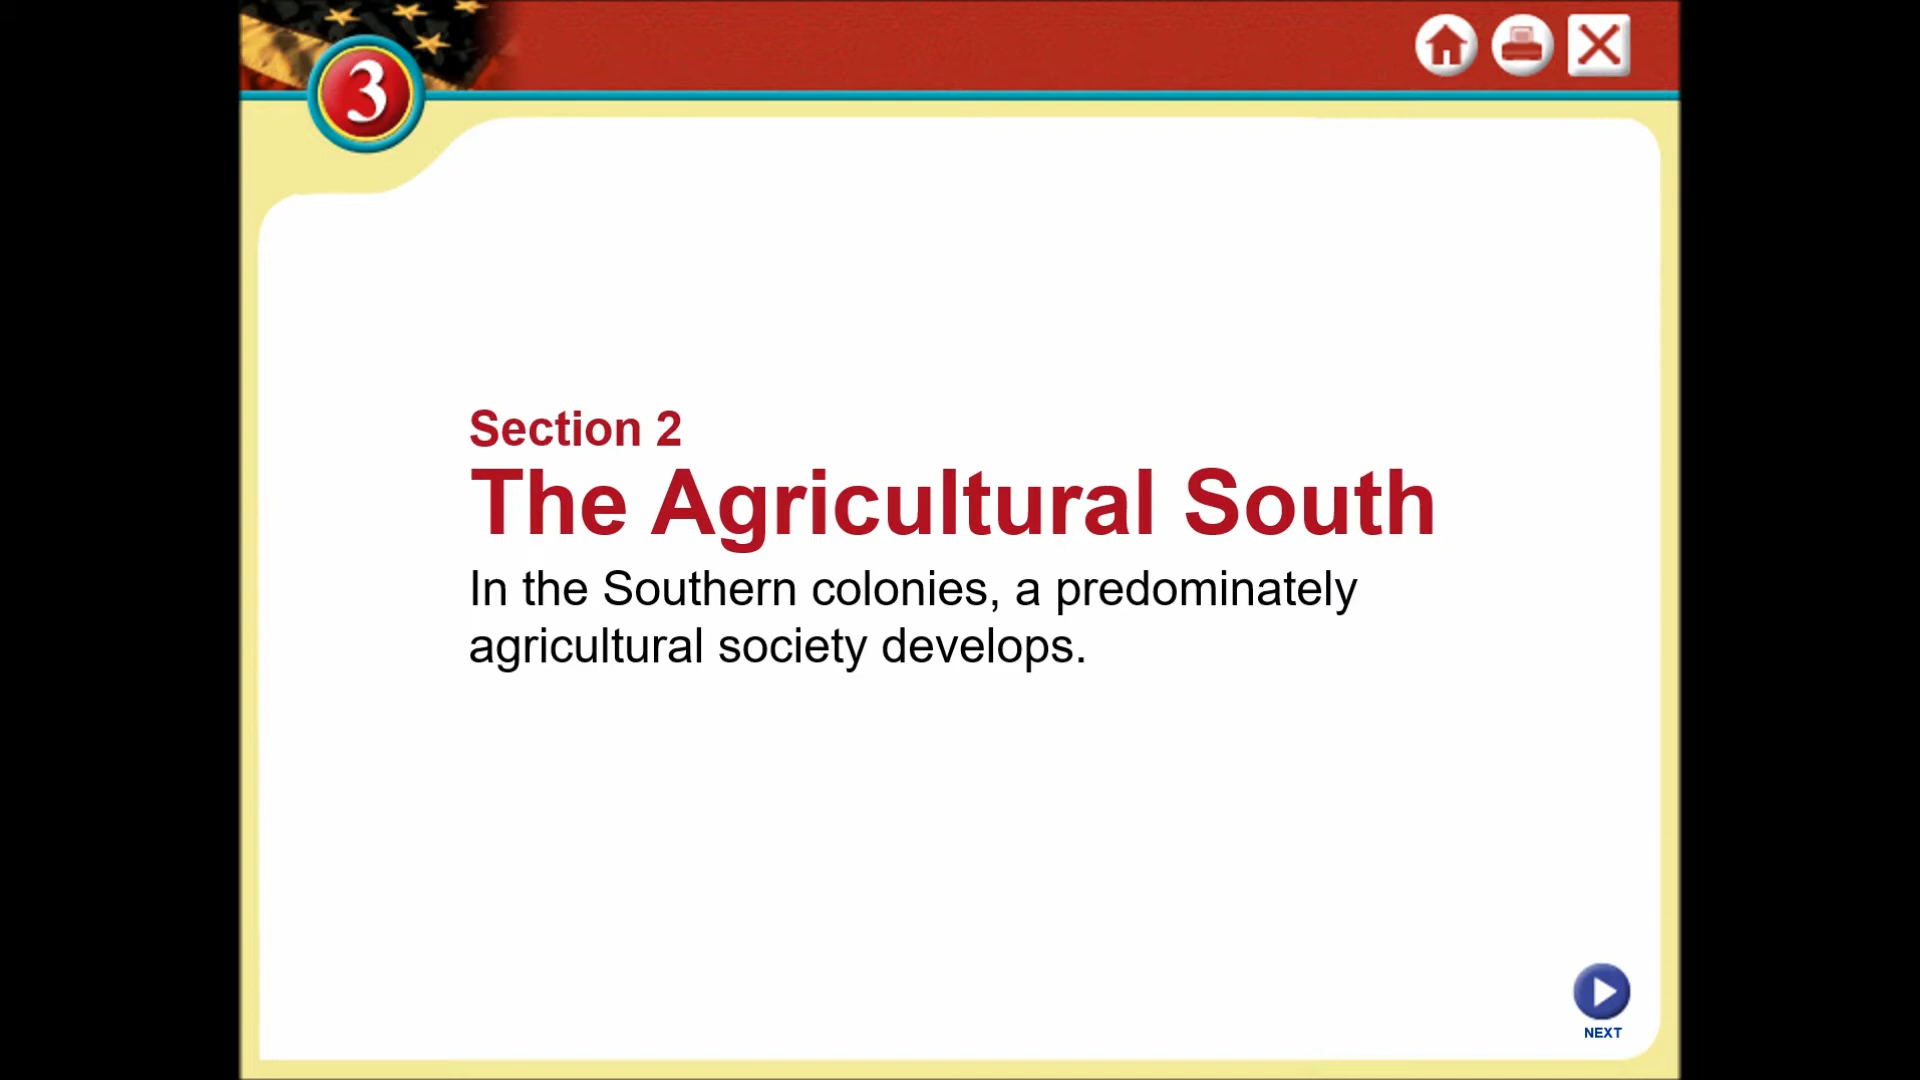 3
Section 2
The Agricultural South
In the Southern colonies, a predominately
agricultural society develops.
NEXT